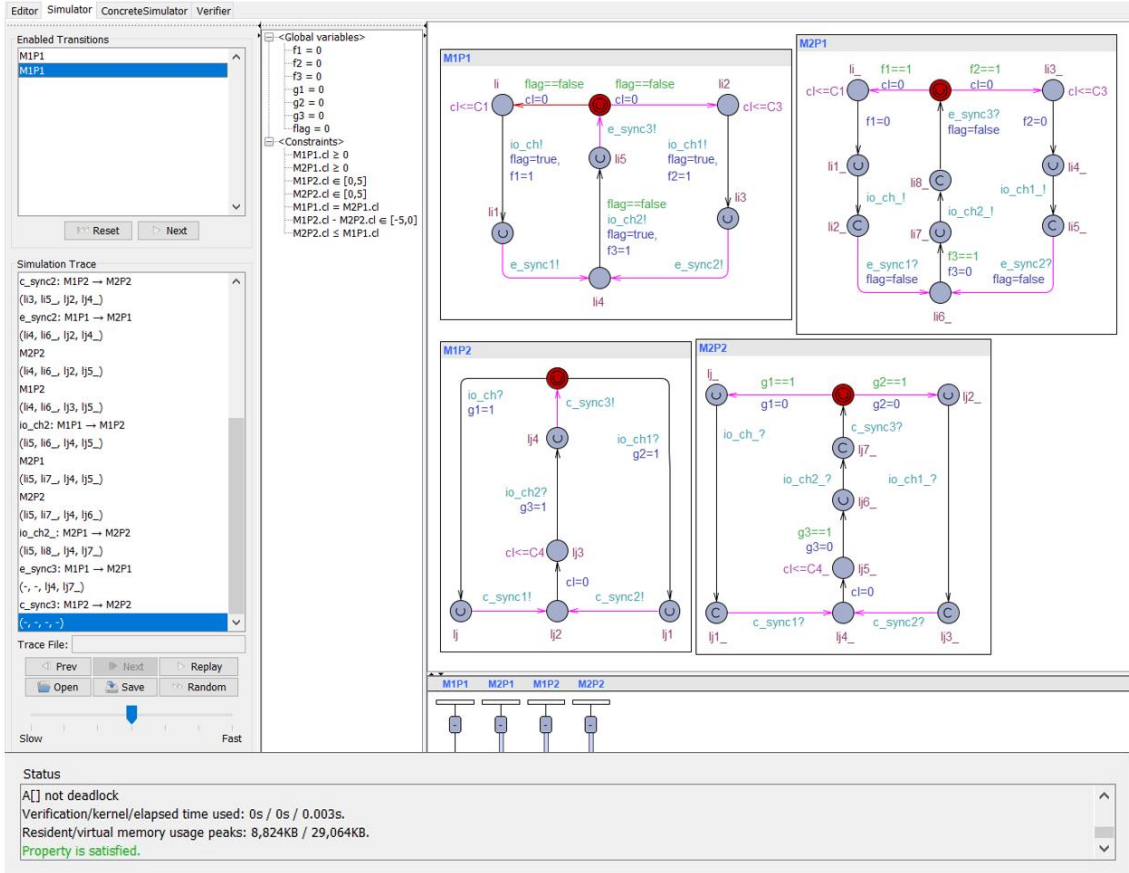 Editor Simulator ConcreteSimulator Verifier
Enabled Transitions
M1P1
M1P1
Reset Next
Simulation Trace
c_sync2: M1P2 → M2P2
(li3, li5_, lj2, lj4_)
e_sync2: M1P1 → M2P1
(li4, li6_, lj2, lj4_)
M2P2
(li4, li6_, lj2, lj5_)
M1P2
(li4, li6_, lj3, lj5_)
io_ch2: M1P1 → M1P2
(li5, li6_, lj4, lj5_)
M2P1
(li5, li7_, lj4, lj5_)
M2P2
(li5, li7_, lj4, lj6_)
io_ch2_: M2P1 → M2P2
(li5, li8_, lj4, lj7_)
e_sync3: M1P1 → M2P1
(-, -, lj4, lj7_)
c_sync3: M1P2 → M2P2
(-, -, -, -)
Trace File:
Prev Next Replay
Open Save Random
Slow Fast
<Global variables>
f1 = 0
f2 = 0
f3 = 0
g1 = 0
g2 = 0
g3 = 0
flag = 0
<Constraints>
M1P1.cl ≥ 0
M2P1.cl ≥ 0
M1P2.cl ∈ [0,5]
M2P2.cl ∈ [0,5]
M1P1.cl = M2P1.cl
M1P2.cl - M2P2.cl ∈ [-5,0]
M2P2.cl ≤ M1P1.cl
M1P1
li flag==false flag==false li2
cl<=C1 cl=0 cl=0 cl<=C3
e_sync3!
io_ch! li5 io_ch1!
flag=true, flag=true,
f1=1 f2=1
flag==false
io_ch2!
flag=true,
f3=1
li1 U li3
e_sync1! e_sync2!
li4
M2P1
li_ f1==1 f2==1 li3_
cl<=C1 cl=0 cl=0 cl<=C3
f1=0 e_sync3? f2=0
flag=false
li1_ li8_ C li4_
io_ch_! io_ch2_! io_ch1_!
li2_ C li7_ U C li5_
e_sync1? f3==1 e_sync2?
flag=false f3=0 flag=false
li6_
M1P2
io_ch?
g1=1 c_sync3!
lj4 U io_ch1?
g2=1
io_ch2?
g3=1
cl<=C4 lj3
cl=0
c_sync1! c_sync2!
lj lj2 lj1
M2P2
lj_ g1==1 g2==1
g1=0 g2=0 lj2_
c_sync3?
io_ch_? C lj7_
io_ch2_? io_ch1_?
U lj6_
g3==1
g3=0
cl<=C4_ lj5_
cl=0
c_sync1? c_sync2?
lj1_ lj4_ lj3_
M1P1 M2P1 M1P2 M2P2
- - - -
Status
A[] not deadlock
Verification/kernel/elapsed time used: 0s / 0s / 0.003s.
Resident/virtual memory usage peaks: 8,824KB / 29,064KB.
Property is satisfied.